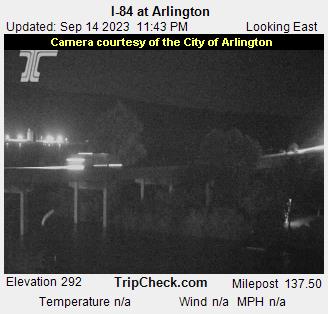 I-84 at Arlington
Updated: Sep 14 2023 11:43 PM Looking East
Camera courtesy of the City of Arlington
Elevation 292 TripCheck.com Milepost 137.50
Temperature n/a Wind n/a MPH n/a